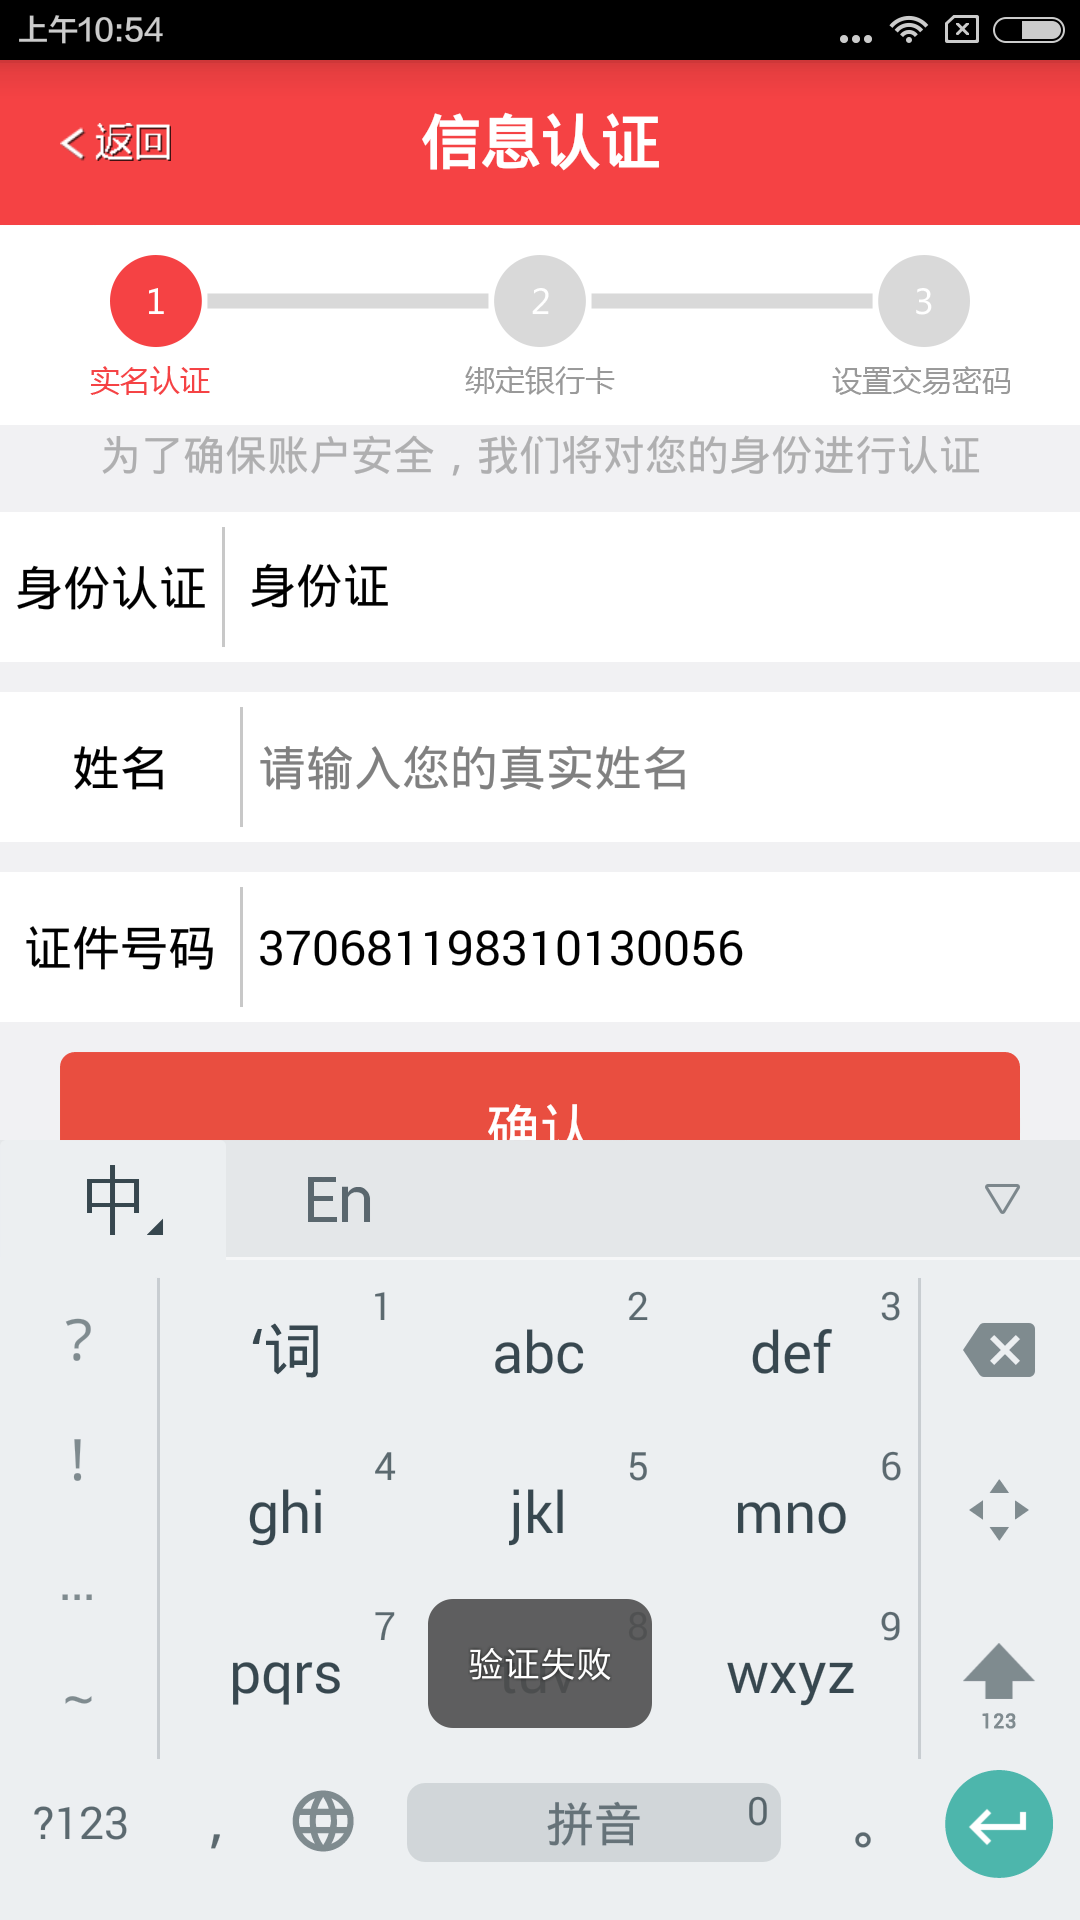 上午10:54
返回
信息认证
1
2
3
实名认证
绑定银行卡
设置交易密码
为了确保账户安全，我们将对您的身份进行认证
身份认证
身份证
姓名
请输入您的真实姓名
证件号码
370681198310130056
确认
中
En
?
1
‘词
2
abc
3
def
!
4
ghi
5
jkl
6
mno
...
7
pqrs
8
tuv
验证失败
9
wxyz
~
123
?123
,
拼音
0
。